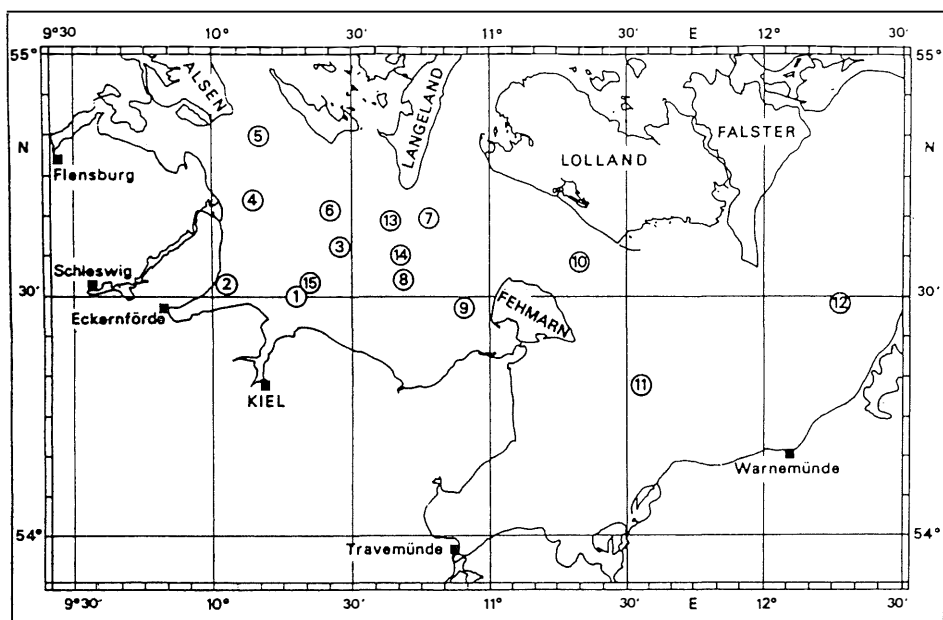 9°30' 10° 30' 11° 30' 12° 30'
55° 55°
ALSEN
LANGELAND
FALSTER
5
N N
LOLLAND
Flensburg
4
6 13 7
3
14 10
Schleswig
2 15 8
30' 1 30'
Eckernförde
9 FEHMARN 12
11
KIEL
Warnemünde
54° 54°
Travemünde
9°30' 10° 30' 11° 30' E 12° 30'